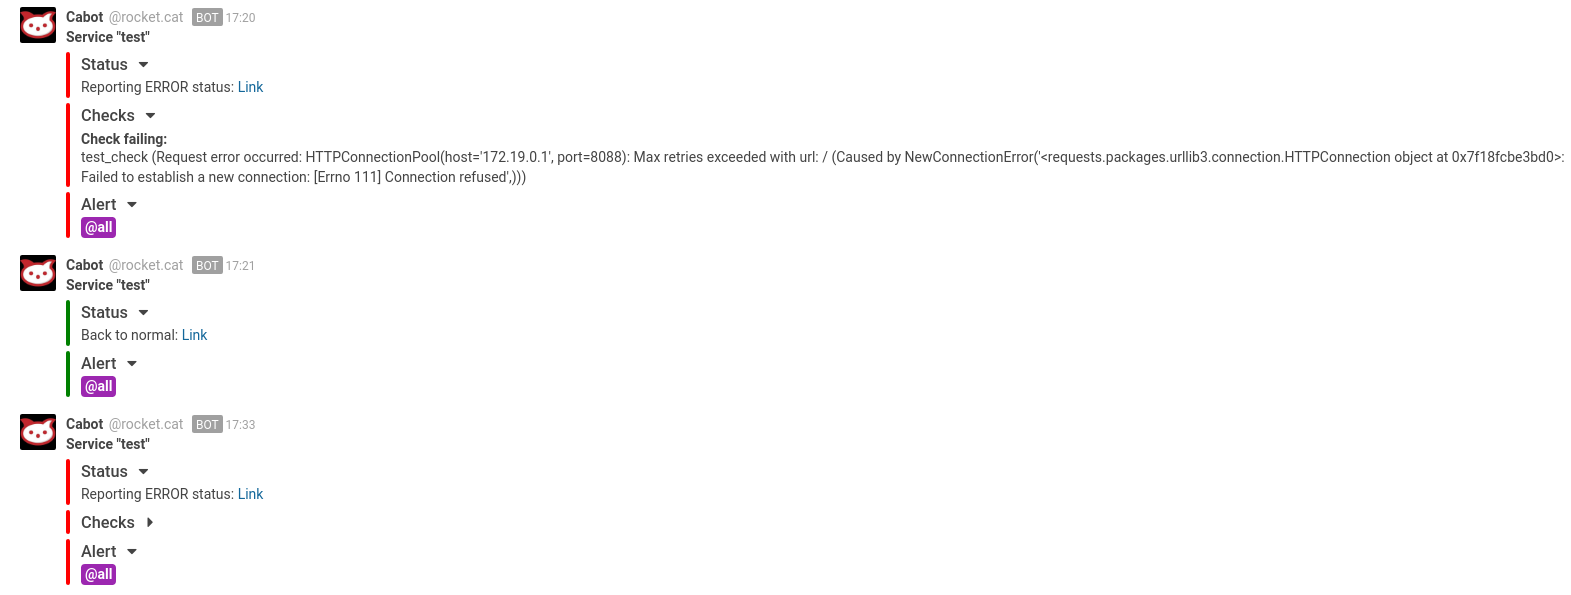 Cabot @rocket.cat BOT 17:20
Service "test"
Status
Reporting ERROR status: Link
Checks
Check failing:
test_check (Request error occurred: HTTPConnectionPool(host='172.19.0.1', port=8088): Max retries exceeded with url: / (Caused by NewConnectionError('<requests.packages.urllib3.connection.HTTPConnection object at 0x7f18fcbe3bd0>:
Failed to establish a new connection: [Errno 111] Connection refused',)))
Alert
@all
Cabot @rocket.cat BOT 17:21
Service "test"
Status
Back to normal: Link
Alert
@all
Cabot @rocket.cat BOT 17:33
Service "test"
Status
Reporting ERROR status: Link
Checks
Alert
@all